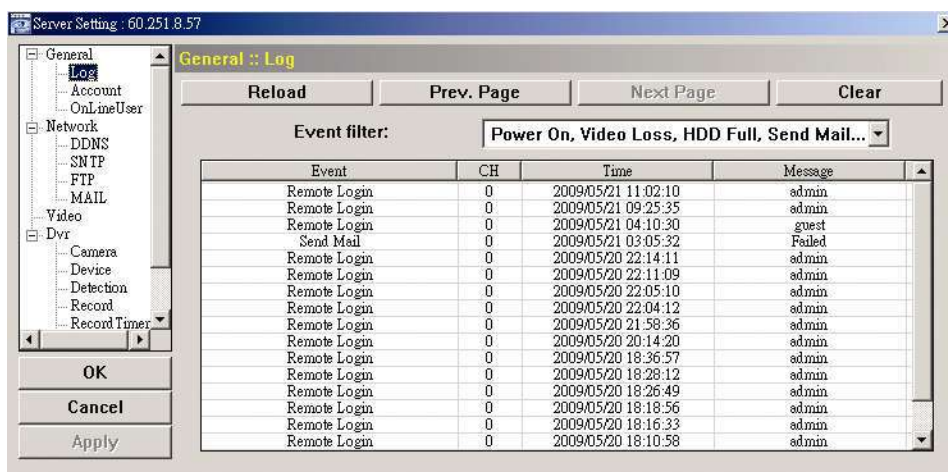 Server Setting : 60.251.8.57
General
Log
Account
OnLineUser
Network
DDNS
SNTP
FTP
MAIL
Video
Dvr
Camera
Device
Detection
Record
Record Timer
OK
Cancel
Apply
General :: Log
Reload Prev. Page Next Page Clear
Event filter: Power On, Video Loss, HDD Full, Send Mail...
Event CH Time Message
Remote Login 0 2009/05/21 11:02:10 admin
Remote Login 0 2009/05/21 09:25:35 admin
Remote Login 0 2009/05/21 04:10:30 guest
Send Mail 0 2009/05/21 03:05:32 Failed
Remote Login 0 2009/05/20 22:14:11 admin
Remote Login 0 2009/05/20 22:11:09 admin
Remote Login 0 2009/05/20 22:05:10 admin
Remote Login 0 2009/05/20 22:04:12 admin
Remote Login 0 2009/05/20 21:58:36 admin
Remote Login 0 2009/05/20 20:14:20 admin
Remote Login 0 2009/05/20 18:36:57 admin
Remote Login 0 2009/05/20 18:28:12 admin
Remote Login 0 2009/05/20 18:26:49 admin
Remote Login 0 2009/05/20 18:18:56 admin
Remote Login 0 2009/05/20 18:16:33 admin
Remote Login 0 2009/05/20 18:10:58 admin